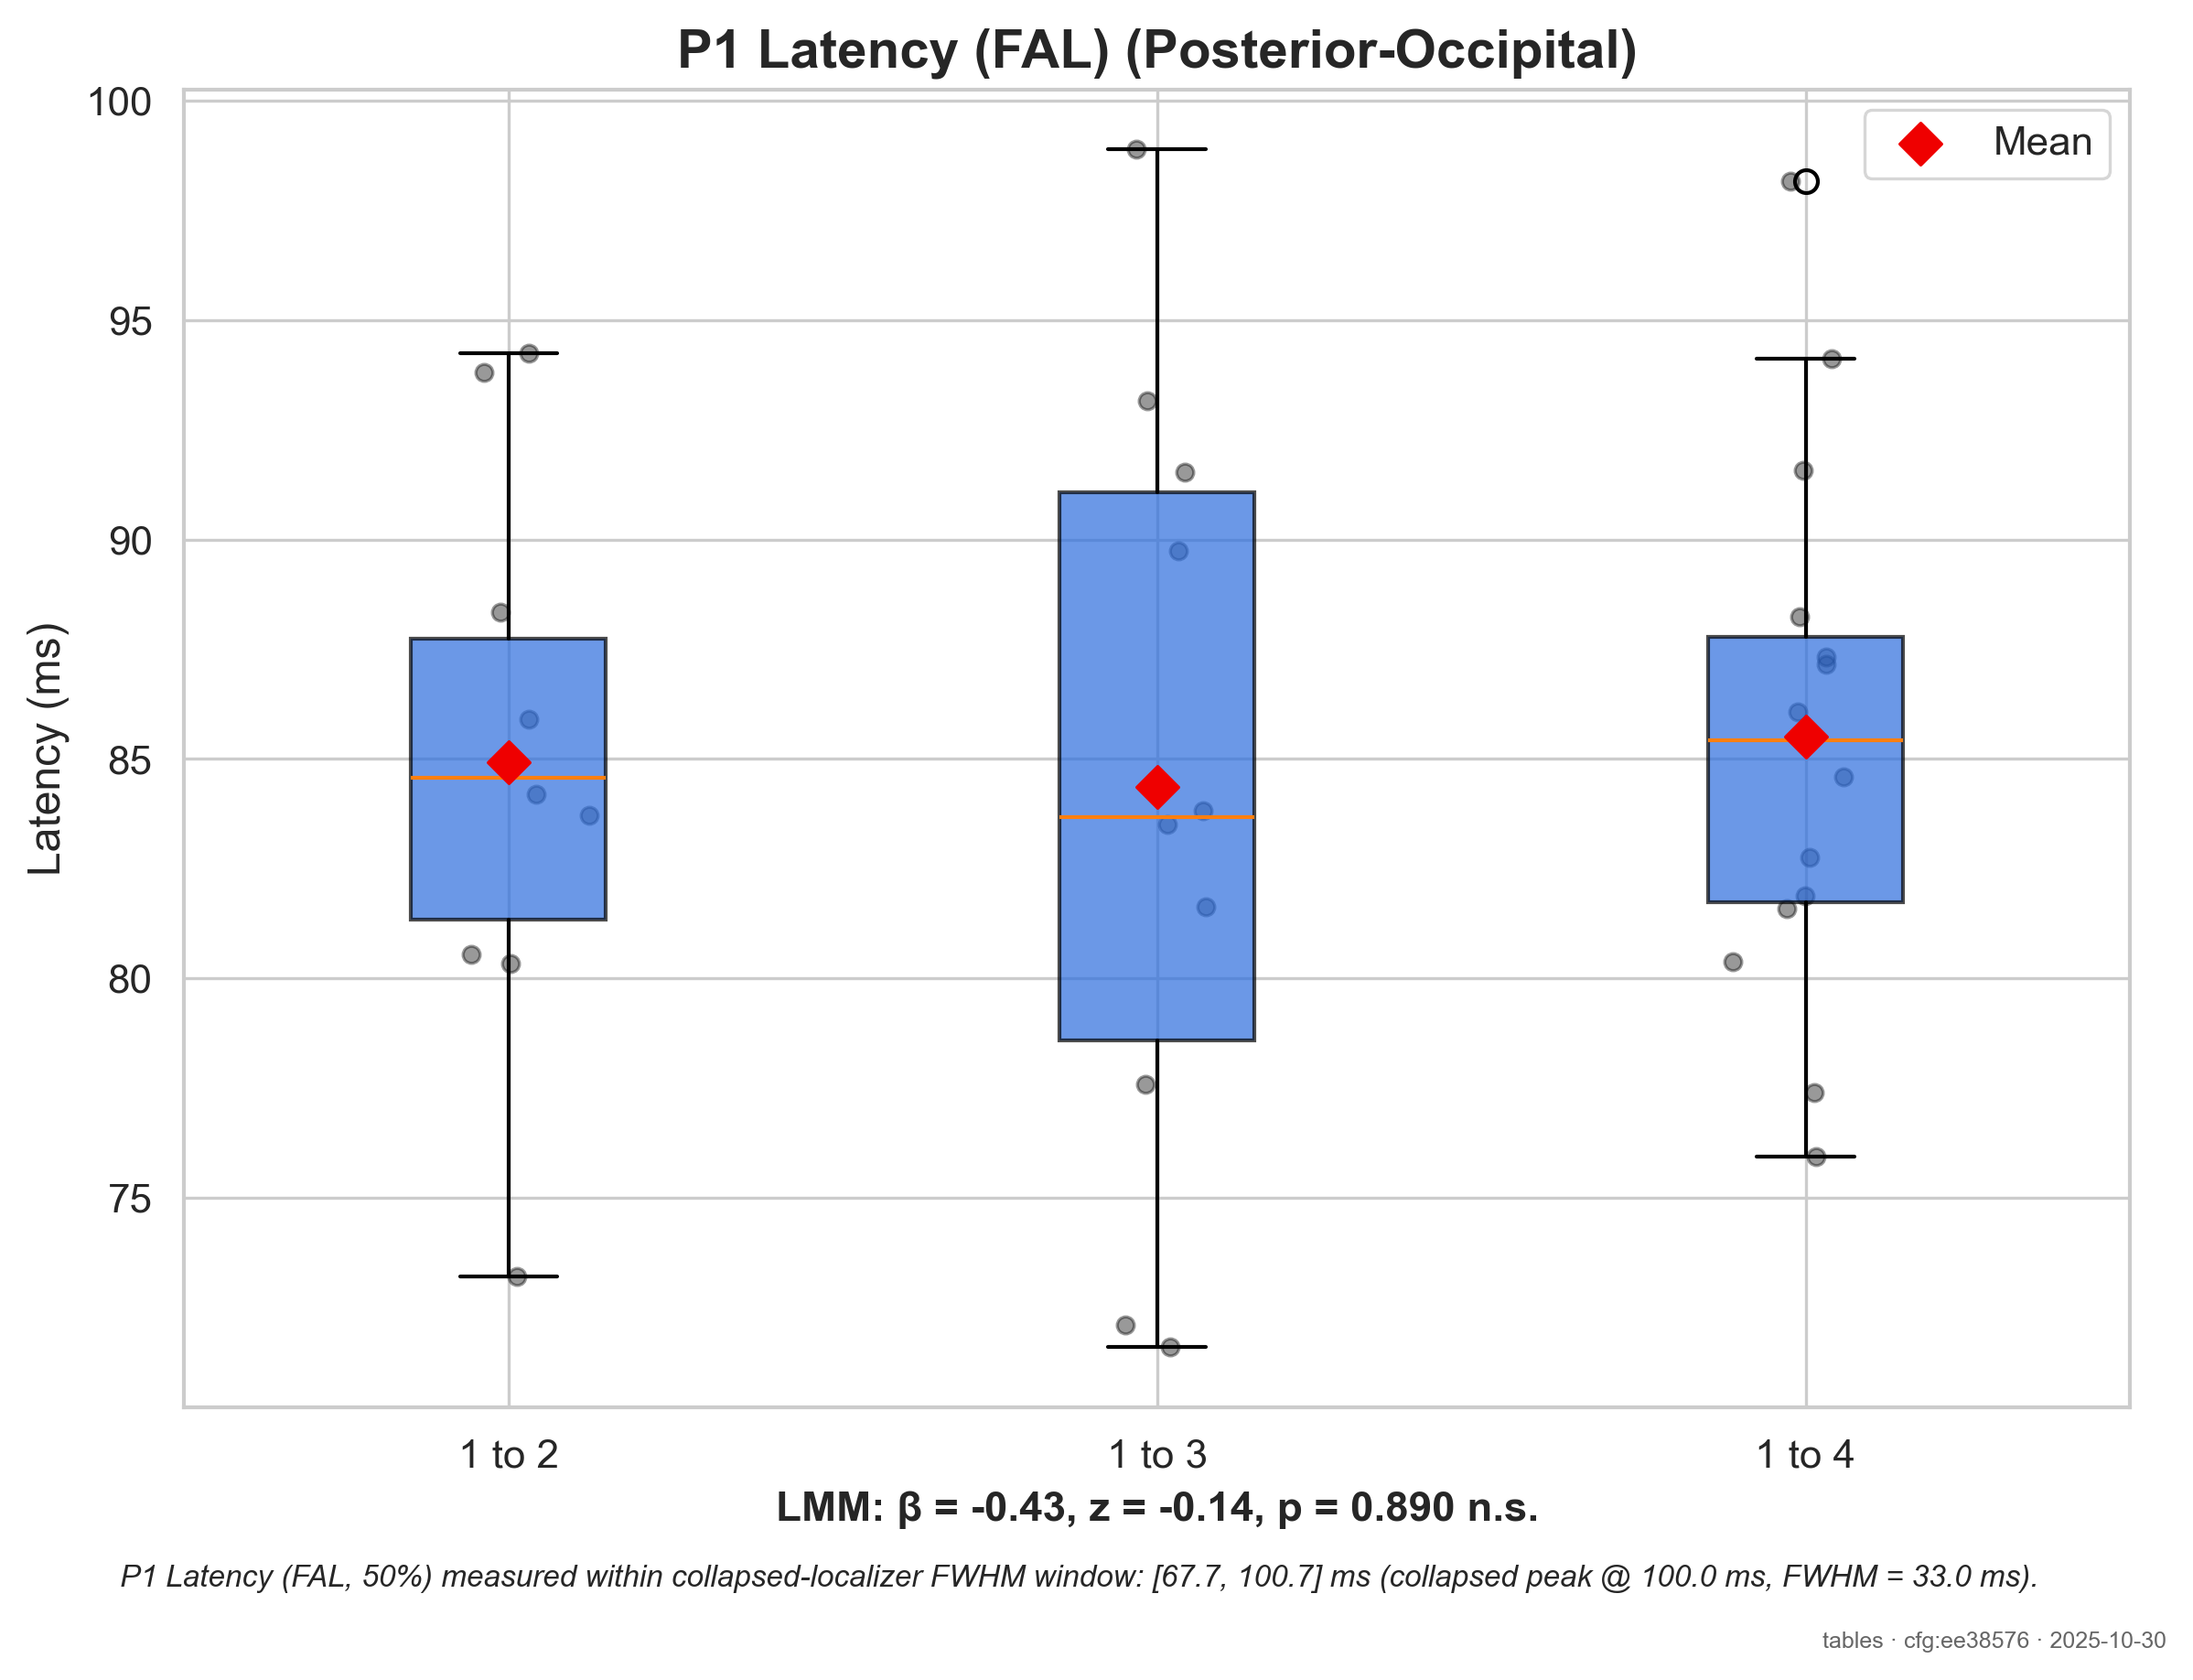 P1 Latency (FAL) (Posterior-Occipital)
Mean
Latency (ms)
100
95
90
85
80
75
1 to 2
1 to 3
1 to 4
LMM: β = -0.43, z = -0.14, p = 0.890 n.s.
P1 Latency (FAL, 50%) measured within collapsed-localizer FWHM window: [67.7, 100.7] ms (collapsed peak @ 100.0 ms, FWHM = 33.0 ms).
tables · cfg:ee38576 · 2025-10-30